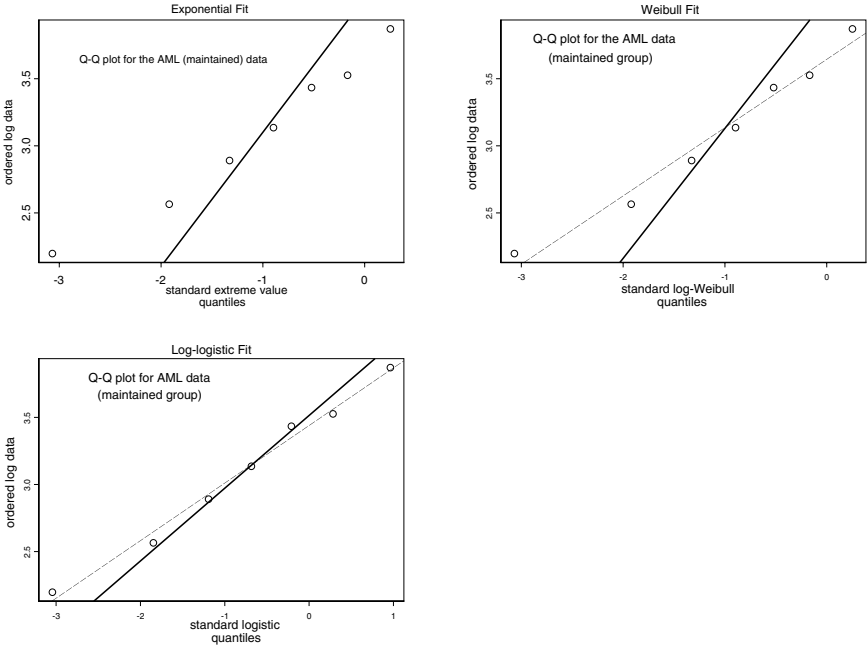 Exponential Fit
Q-Q plot for the AML (maintained) data
ordered log data
3.5
3.0
2.5
-3
-2
-1
0
standard extreme value
quantiles
Weibull Fit
Q-Q plot for the AML data
(maintained group)
ordered log data
3.5
3.0
2.5
-3
-2
-1
0
standard log-Weibull
quantiles
Log-logistic Fit
Q-Q plot for AML data
(maintained group)
ordered log data
3.5
3.0
2.5
-3
-2
-1
0
1
standard logistic
quantiles